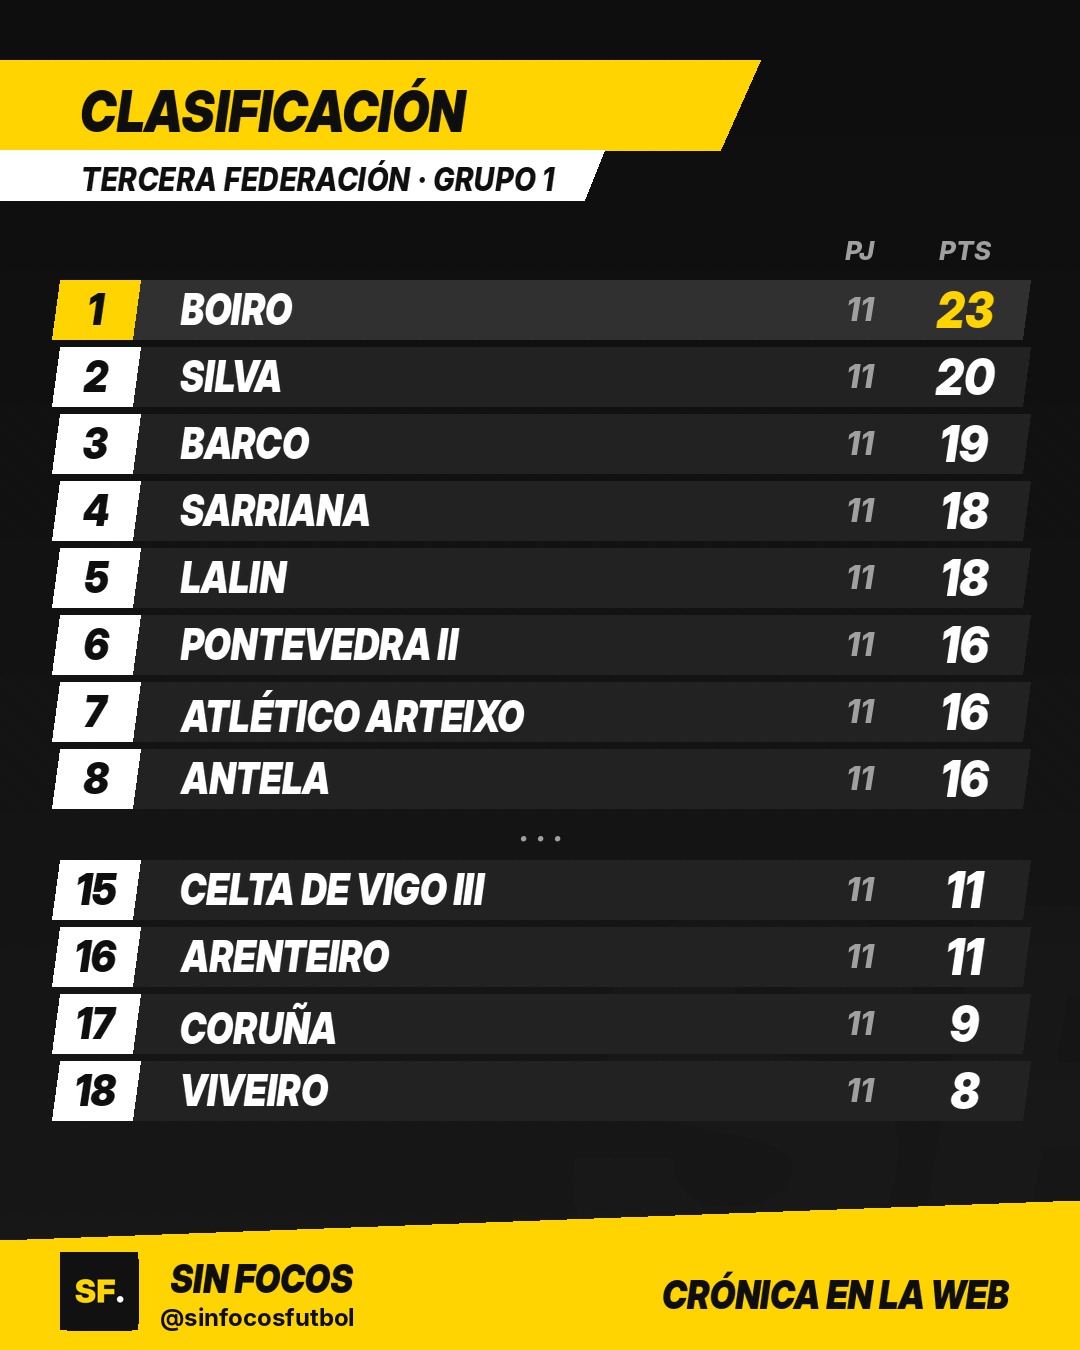 CLASIFICACIÓN
TERCERA FEDERACIÓN · GRUPO 1
PJ PTS
1 BOIRO 11 23
2 SILVA 11 20
3 BARCO 11 19
4 SARRIANA 11 18
5 LALIN 11 18
6 PONTEVEDRA II 11 16
7 ATLÉTICO ARTEIXO 11 16
8 ANTELA 11 16
...
15 CELTA DE VIGO III 11 11
16 ARENTEIRO 11 11
17 CORUÑA 11 9
18 VIVEIRO 11 8
SF.
SIN FOCOS
@sinfocosfutbol
CRÓNICA EN LA WEB